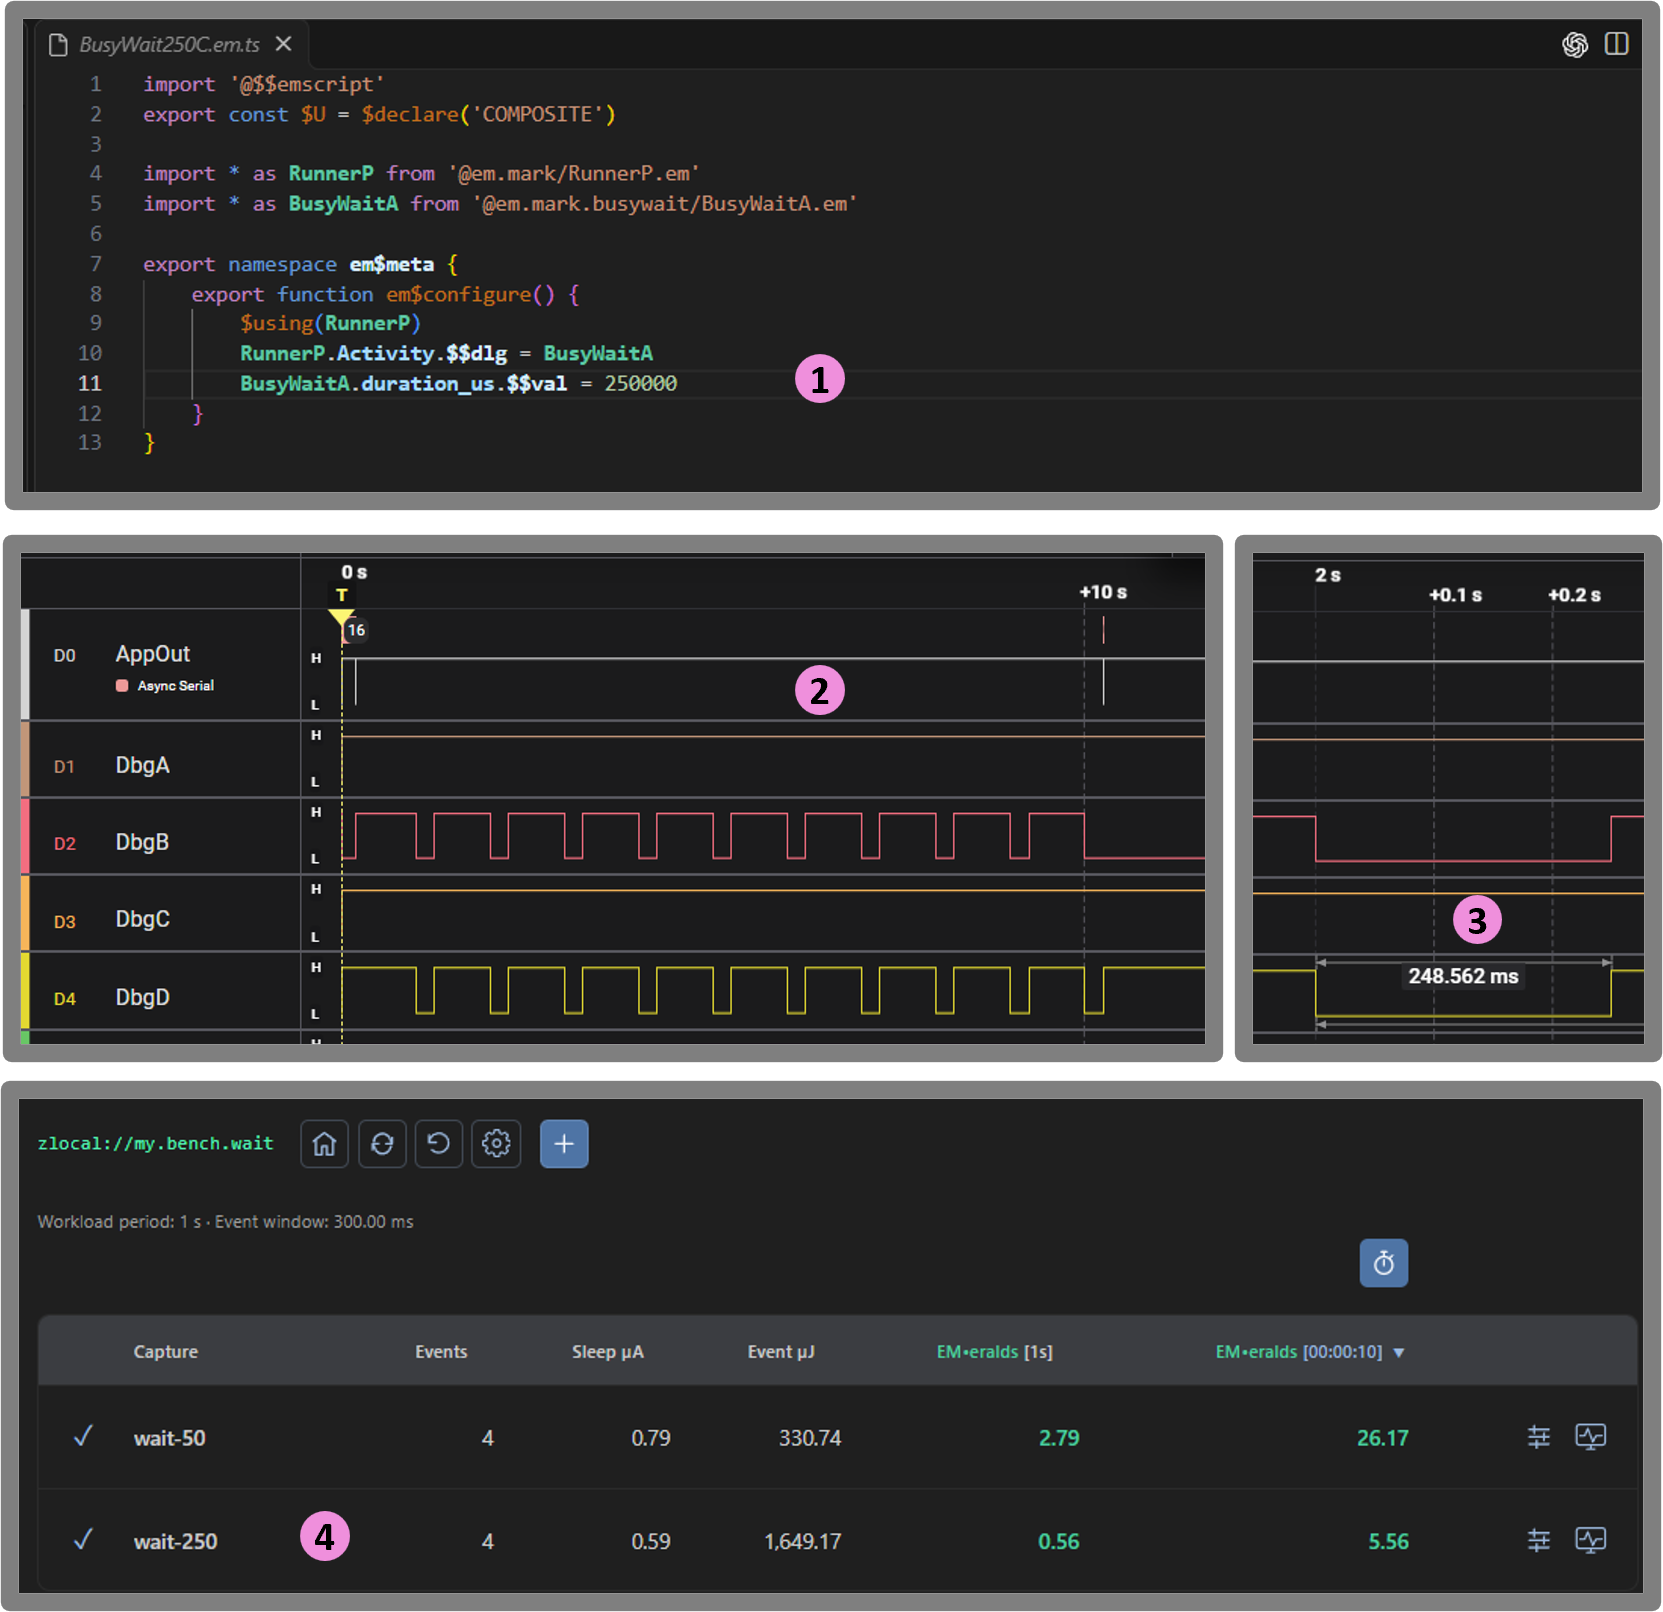 BusyWait250C.em.ts
1 import '@$$emscript'
2 export const $U = $declare('COMPOSITE')
3
4 import * as RunnerP from '@em.mark/RunnerP.em'
5 import * as BusyWaitA from '@em.mark.busywait/BusyWaitA.em'
6
7 export namespace em$meta {
8 export function em$configure() {
9 $using(RunnerP)
10 RunnerP.Activity.$$dlg = BusyWaitA
11 BusyWaitA.duration_us.$$val = 250000
12 }
13 }
1
0 s
T
+10 s
16
D0 AppOut
Async Serial
H
L
2
D1 DbgA
H
L
D2 DbgB
H
L
D3 DbgC
H
L
D4 DbgD
H
L
H
2 s
+0.1 s
+0.2 s
3
248.562 ms
zlocal://my.bench.wait
Workload period: 1 s · Event window: 300.00 ms
Capture Events Sleep µA Event µJ EM•eralds [1s] EM•eralds [00:00:10] ▼
wait-50 4 0.79 330.74 2.79 26.17
wait-250 4 0.59 1,649.17 0.56 5.56
4